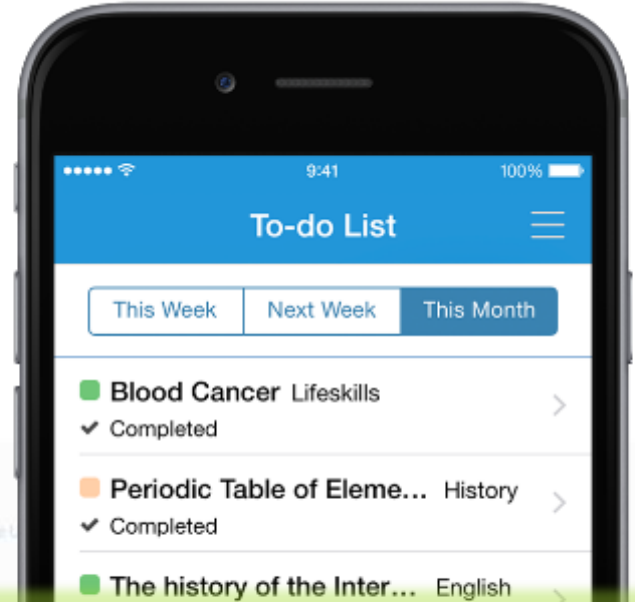 9:41
100%
To-do List
This Week Next Week This Month
Blood Cancer Lifeskills
✓ Completed
Periodic Table of Eleme... History
✓ Completed
The history of the Inter... English